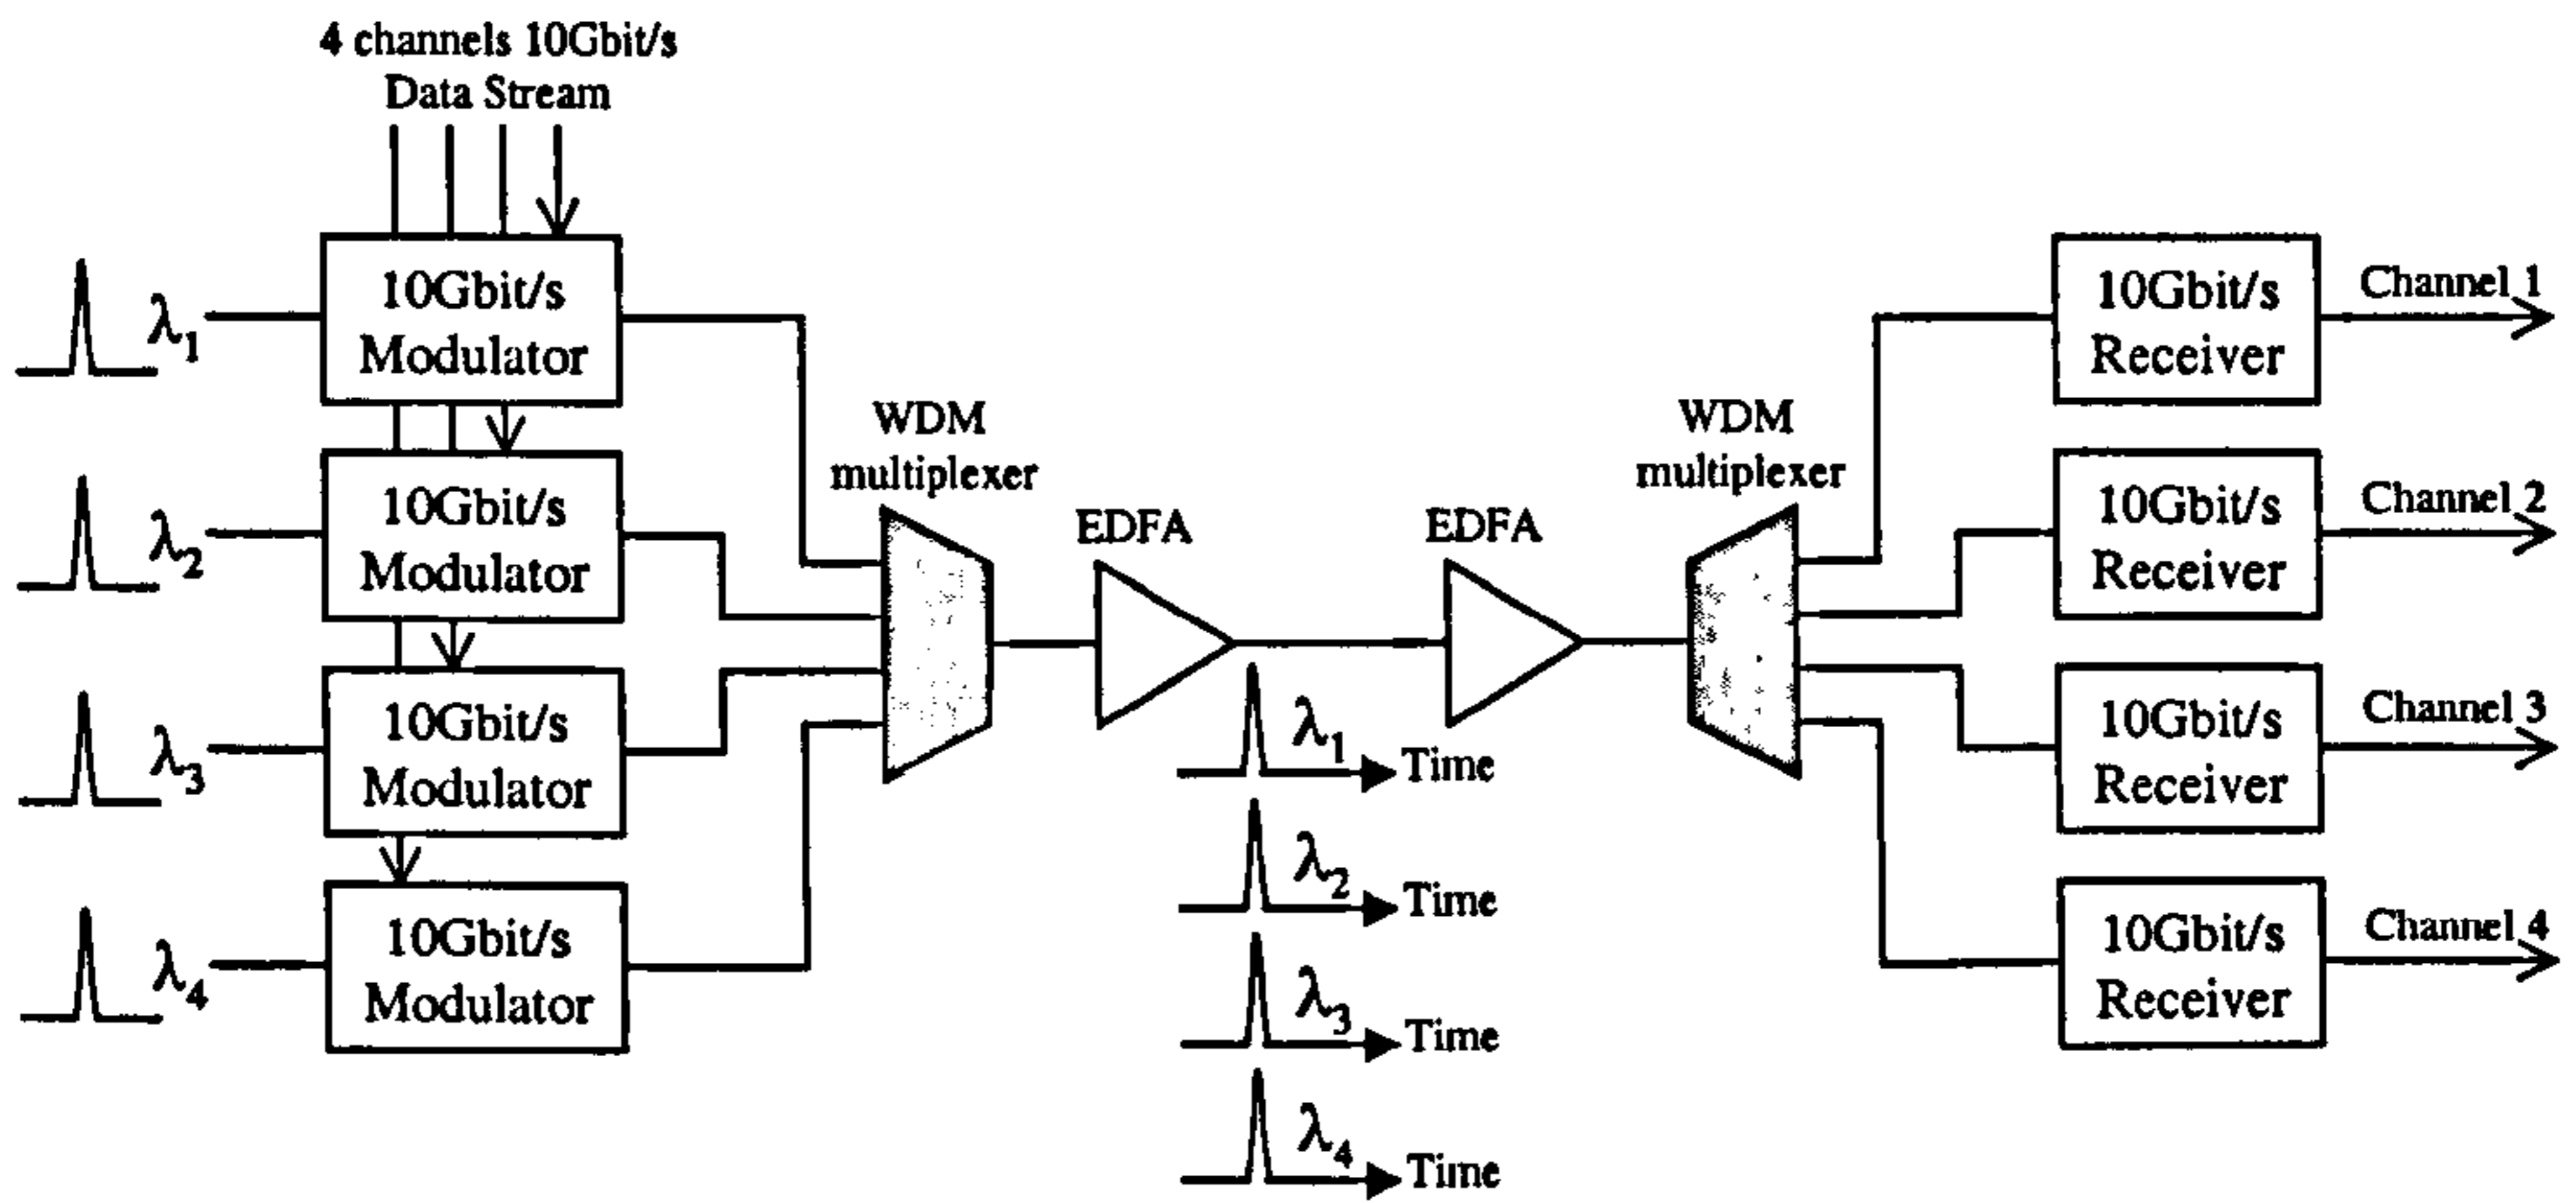 4 channels 10Gbit/s
Data Stream
λ1
10Gbit/s
Modulator
λ2
10Gbit/s
Modulator
λ3
10Gbit/s
Modulator
λ4
10Gbit/s
Modulator
WDM
multiplexer
EDFA
EDFA
λ1
Time
λ2
Time
λ3
Time
λ4
Time
WDM
multiplexer
10Gbit/s
Receiver
Channel 1
10Gbit/s
Receiver
Channel 2
10Gbit/s
Receiver
Channel 3
10Gbit/s
Receiver
Channel 4